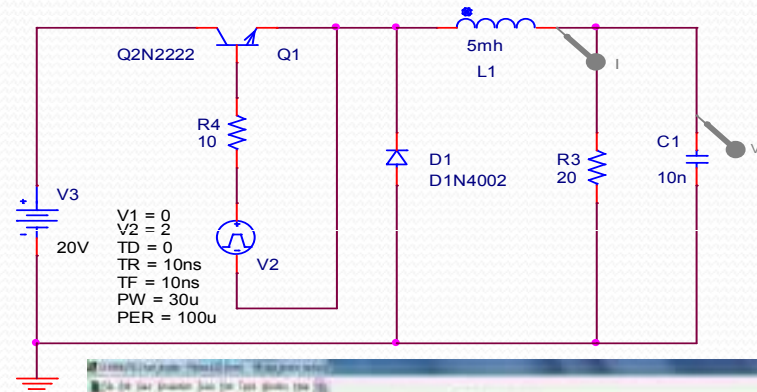 Q2N2222
Q1
5mh
L1
I
R4
10
D1
D1N4002
R3
20
C1
10n
V
V3
20V
V1 = 0
V2 = 2
TD = 0
TR = 10ns
TF = 10ns
PW = 30u
PER = 100u
V2